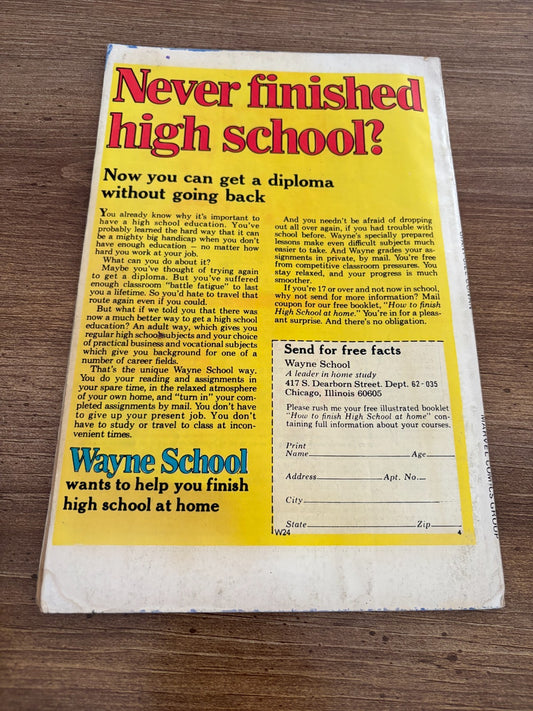 Never finished
high school?
Now you can get a diploma
without going back
You already know why it's important to
have a high school education. You've
probably learned the hard way that it can
be a mighty big handicap when you don't
have enough education – no matter how
hard you work at your job.
What can you do about it?
Maybe you've thought of trying again
to get a diploma. But you've suffered
enough classroom "battle fatigue" to last
you a lifetime. So you'd hate to travel that
route again even if you could.
But what if we told you that there was
now a much better way to get a high school
education? An adult way, which gives you
regular high school subjects and your choice
of practical business and vocational subjects
which give you background for one of a
number of career fields.
That's the unique Wayne School way.
You do your reading and assignments in
your spare time, in the relaxed atmosphere
of your own home, and "turn in" your com-
pleted assignments by mail. You don't have
to give up your present job. You don't
have to study or travel to class at incon-
venient times.
Wayne School
wants to help you finish
high school at home
And you needn't be afraid of dropping
out all over again, if you had trouble with
school before. Wayne's specially prepared
lessons make even difficult subjects much
easier to take. And Wayne grades your as-
signments in private, by mail. You're free
from competitive classroom pressures. You
stay relaxed, and your progress is much
smoother.
If you're 17 or over and not now in school,
why not send for more information? Mail
coupon for our free booklet, "How to finish
High School at home." You're in for a pleas-
ant surprise. And there's no obligation.
Send for free facts
Wayne School
A leader in home study
417 S. Dearborn Street. Dept. 62-035
Chicago, Illinois 60605
Please rush me your free illustrated booklet
"How to finish High School at home" con-
taining full information about your courses.
Print
Name Age
Address Apt. No.
City
State Zip
W24 4
MARVEL COMICS GROUP